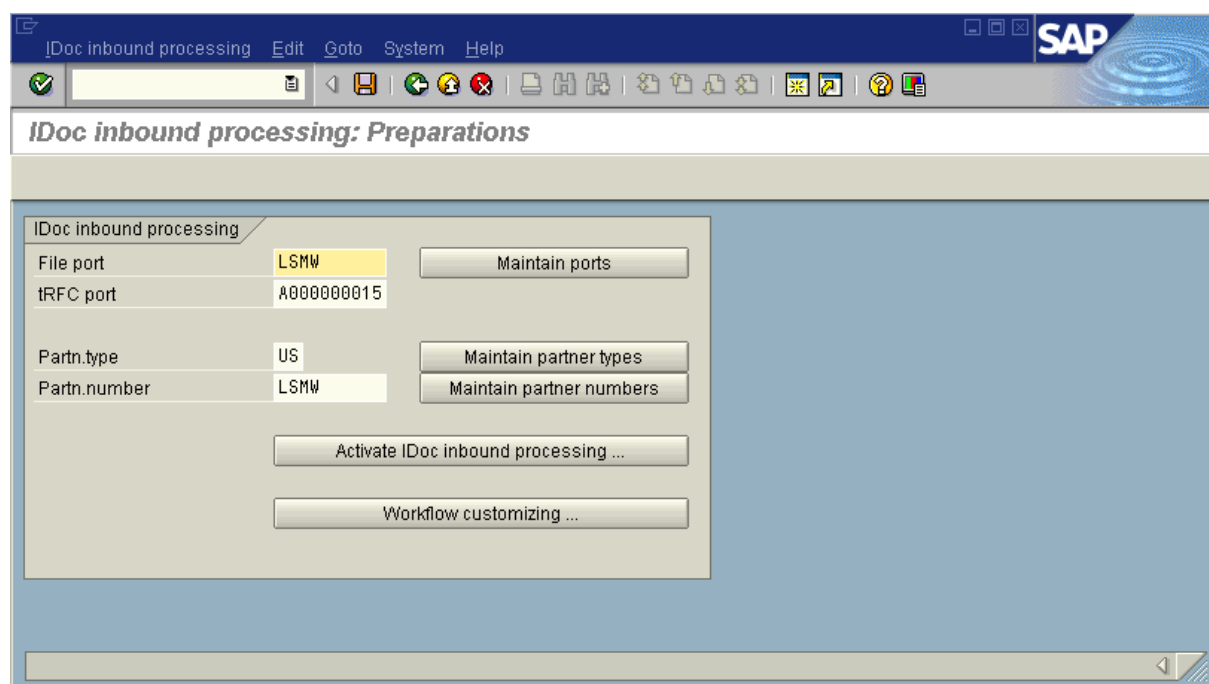 IDoc inbound processing Edit Goto System Help
SAP
IDoc inbound processing: Preparations
IDoc inbound processing
File port LSMW Maintain ports
tRFC port A000000015
Partn.type US Maintain partner types
Partn.number LSMW Maintain partner numbers
Activate IDoc inbound processing ...
Workflow customizing ...